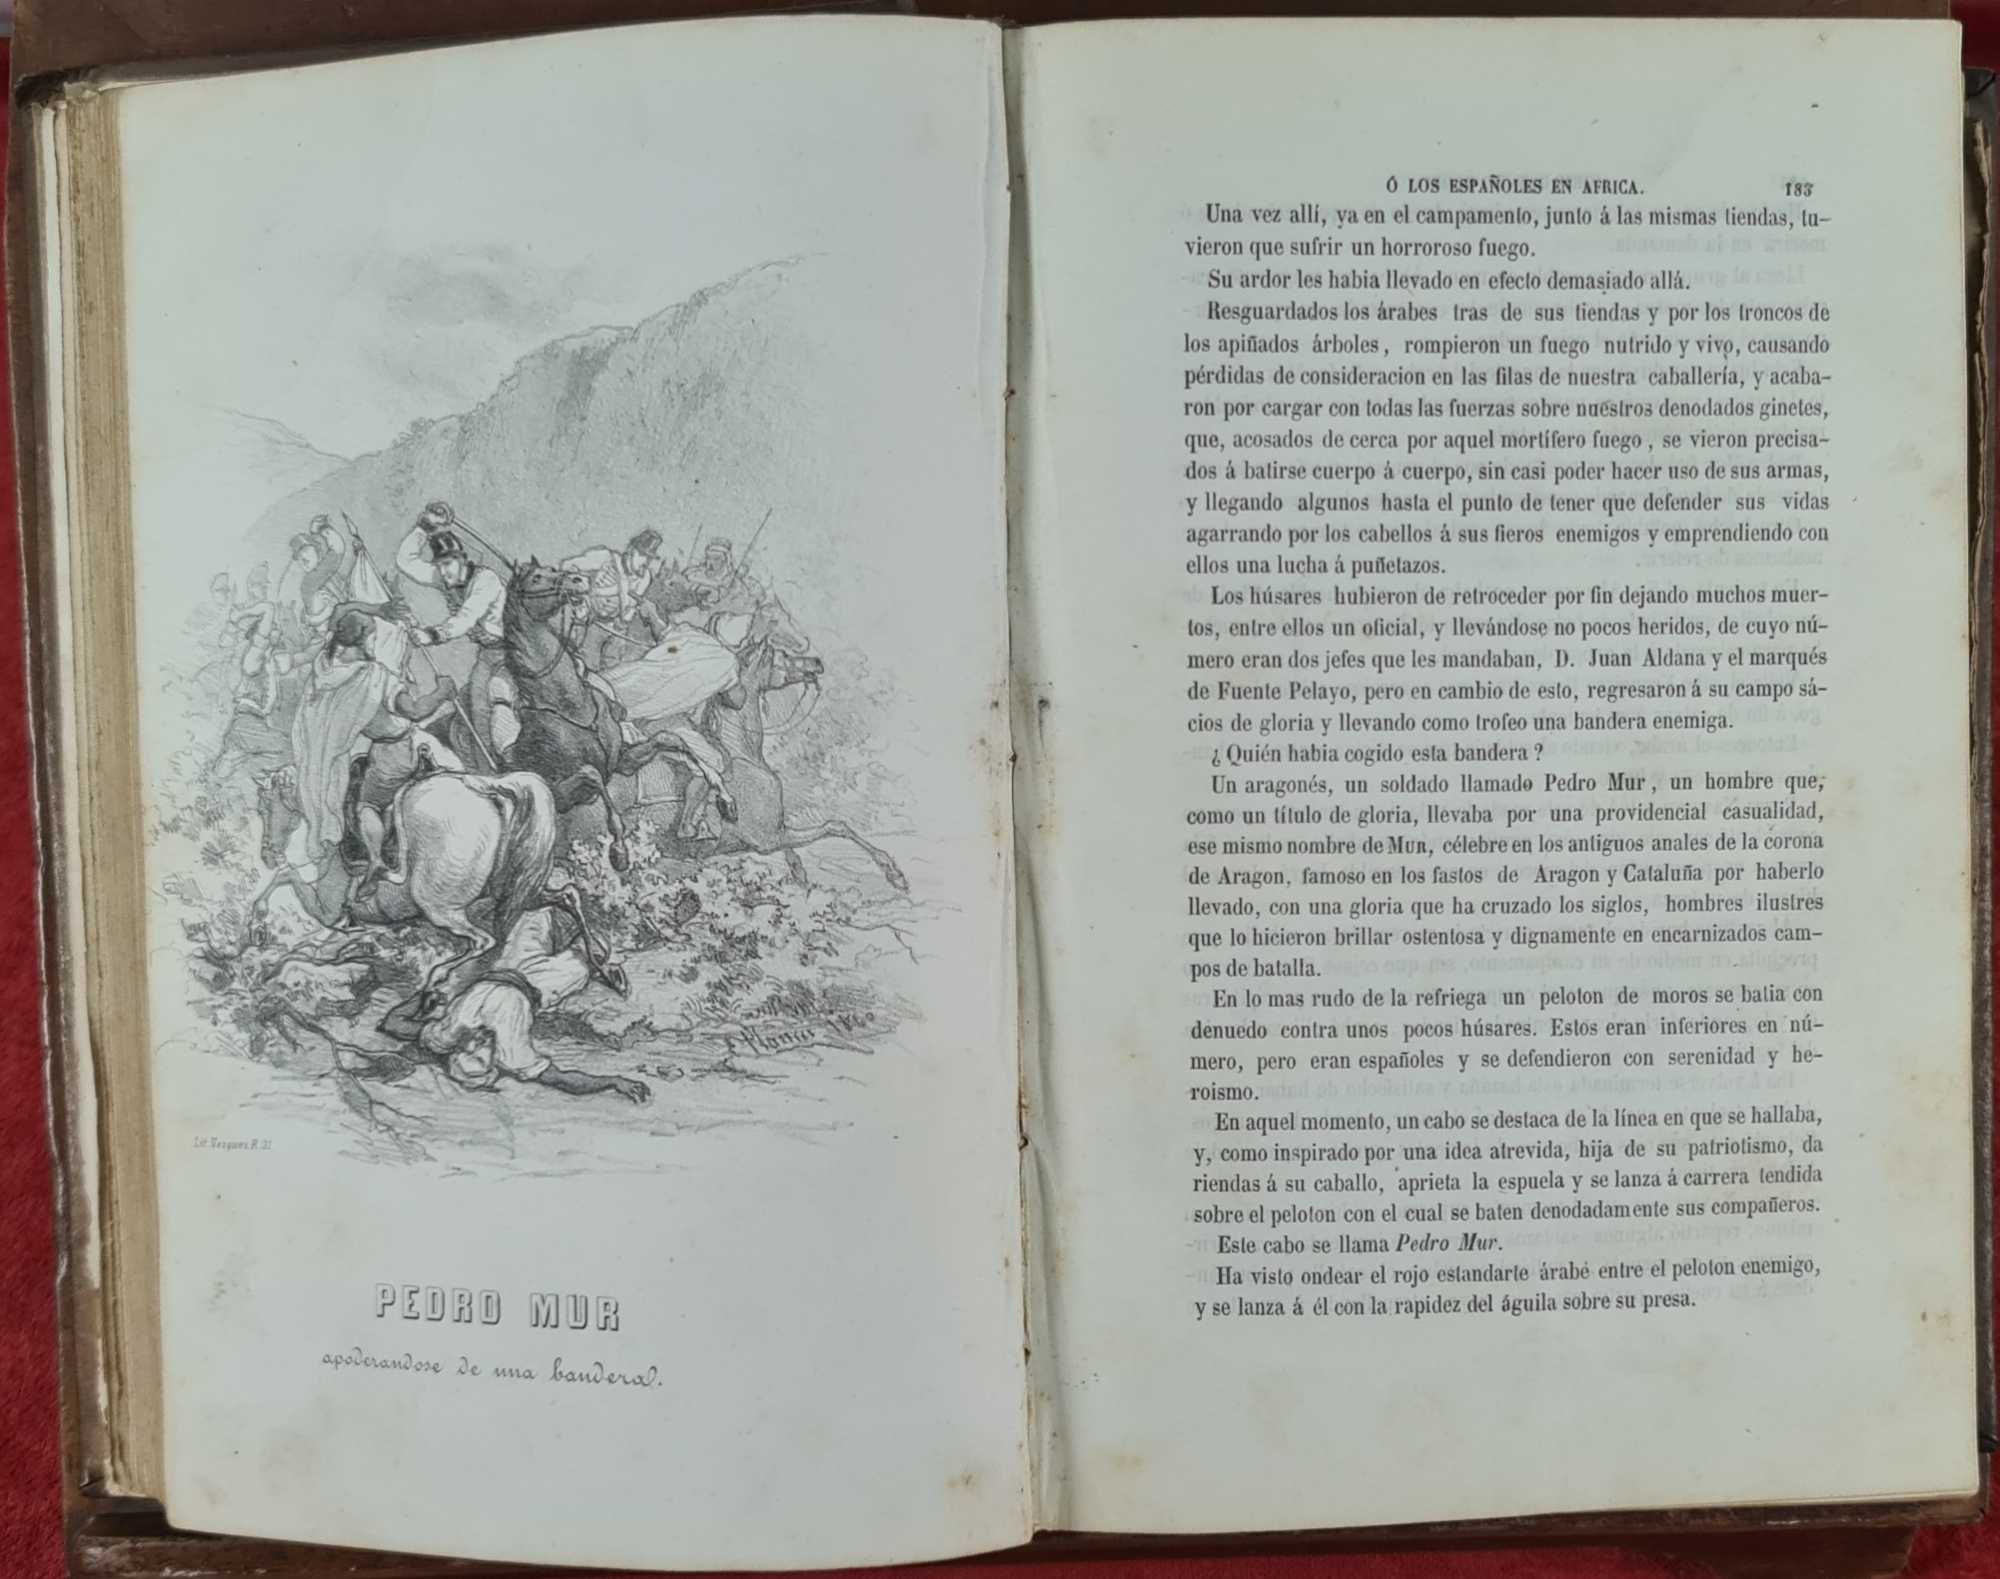 Lit. Vazquez, R. 31
PEDRO MUR
apoderandose de una bandera.
Ó LOS ESPAÑOLES EN AFRICA. 183
Una vez allí, ya en el campamento, junto á las mismas tiendas, tu-
vieron que sufrir un horroroso fuego.
Su ardor les habia llevado en efecto demasiado allá.
Resguardados los árabes tras de sus tiendas y por los troncos de
los apiñados árboles, rompieron un fuego nutrido y vivo, causando
pérdidas de consideracion en las filas de nuestra caballería, y acaba-
ron por cargar con todas las fuerzas sobre nuestros denodados ginetes,
que, acosados de cerca por aquel mortífero fuego, se vieron precisa-
dos á batirse cuerpo á cuerpo, sin casi poder hacer uso de sus armas,
y llegando algunos hasta el punto de tener que defender sus vidas
agarrando por los cabellos á sus fieros enemigos y emprendiendo con
ellos una lucha á puñetazos.
Los húsares hubieron de retroceder por fin dejando muchos muer-
tos, entre ellos un oficial, y llevándose no pocos heridos, de cuyo nú-
mero eran dos jefes que les mandaban, D. Juan Aldana y el marqués
de Fuente Pelayo, pero en cambio de esto, regresaron á su campo sá-
cios de gloria y llevando como trofeo una bandera enemiga.
¿Quién habia cogido esta bandera?
Un aragonés, un soldado llamado Pedro Mur, un hombre que,
como un título de gloria, llevaba por una providencial casualidad,
ese mismo nombre de MUR, célebre en los antiguos anales de la corona
de Aragon, famoso en los fastos de Aragon y Cataluña por haberlo
llevado, con una gloria que ha cruzado los siglos, hombres ilustres
que lo hicieron brillar ostentosa y dignamente en encarnizados cam-
pos de batalla.
En lo mas rudo de la refriega un peloton de moros se batia con
denuedo contra unos pocos húsares. Estos eran inferiores en nú-
mero, pero eran españoles y se defendieron con serenidad y he-
roismo.
En aquel momento, un cabo se destaca de la línea en que se hallaba,
y, como inspirado por una idea atrevida, hija de su patriotismo, da
riendas á su caballo, aprieta la espuela y se lanza á carrera tendida
sobre el peloton con el cual se baten denodadamente sus compañeros.
Este cabo se llama Pedro Mur.
Ha visto ondear el rojo estandarte árabe entre el peloton enemigo,
y se lanza á él con la rapidez del águila sobre su presa.